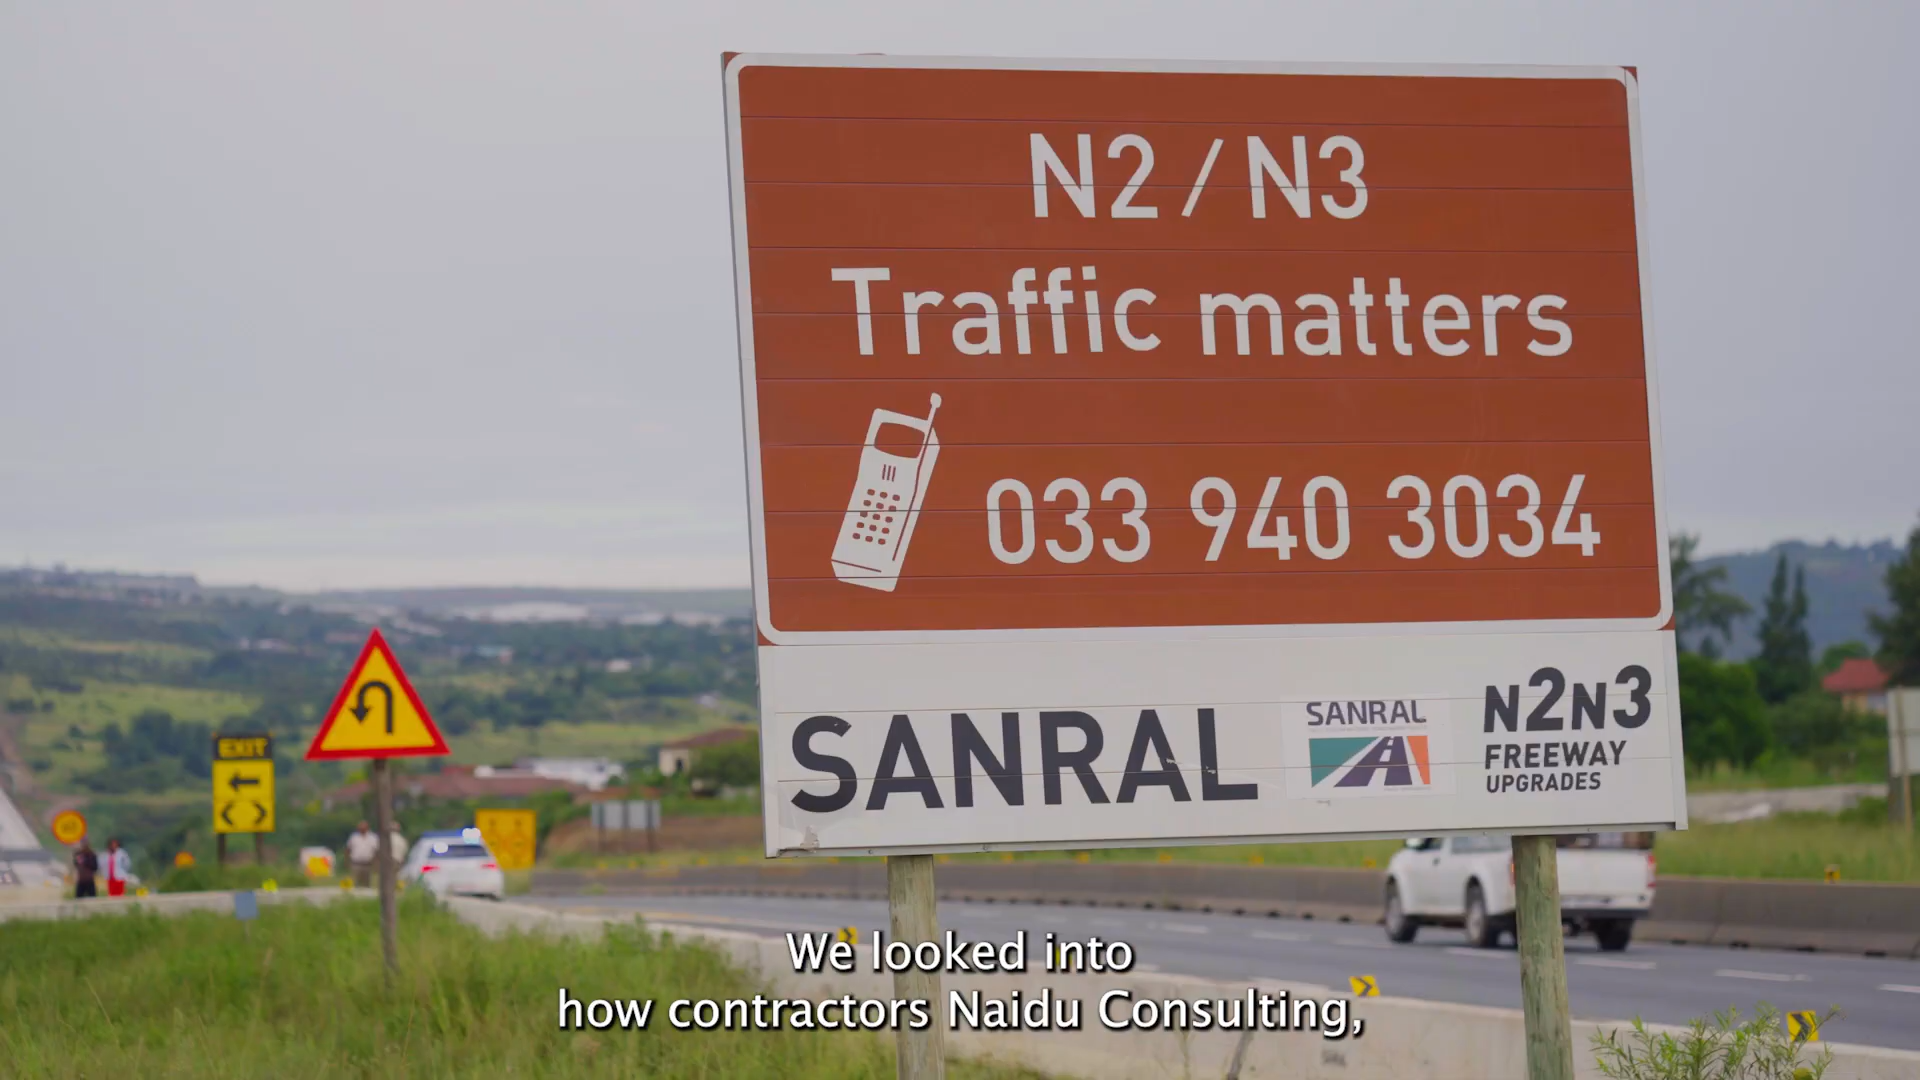 N2 / N3
Traffic matters
033 940 3034
SANRAL
SANRAL
N2N3
FREEWAY
UPGRADES
EXIT
We looked into
how contractors Naidu Consulting,